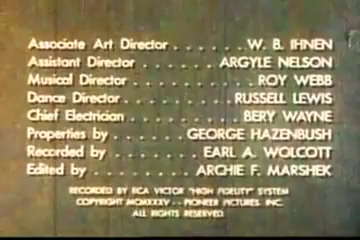 Associate Art Director . . . . . . W. B. IHNEN
Assistant Director . . . . . . . ARGYLE NELSON
Musical Director . . . . . . . . . . ROY WEBB
Dance Director . . . . . . . . RUSSELL LEWIS
Chief Electrician . . . . . . . . . BERY WAYNE
Properties by . . . . . . GEORGE HAZENBUSH
Recorded by . . . . . . . EARL A. WOLCOTT
Edited by . . . . . . . . ARCHIE F. MARSHEK
RECORDED BY RCA VICTOR "HIGH FIDELITY" SYSTEM
COPYRIGHT MCMXXXV - - PIONEER PICTURES, INC.
ALL RIGHTS RESERVED